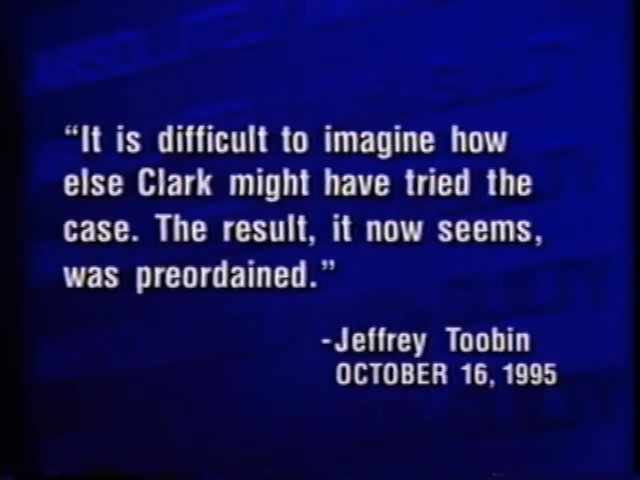 ABSOLUTE
"It is difficult to imagine how
else Clark might have tried the
case. The result, it now seems,
was preordained."
-Jeffrey Toobin
OCTOBER 16, 1995